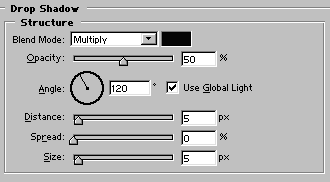 Drop Shadow
Structure
Blend Mode: Multiply
Opacity: 50 %
Angle: 120 ° Use Global Light
Distance: 5 px
Spread: 0 %
Size: 5 px